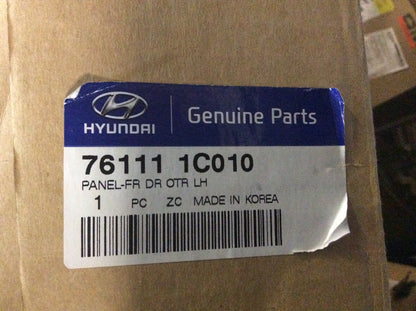 HYUNDAI
Genuine Parts
76111 1C010
PANEL-FR DR OTR LH
1 PC ZC MADE IN KOREA